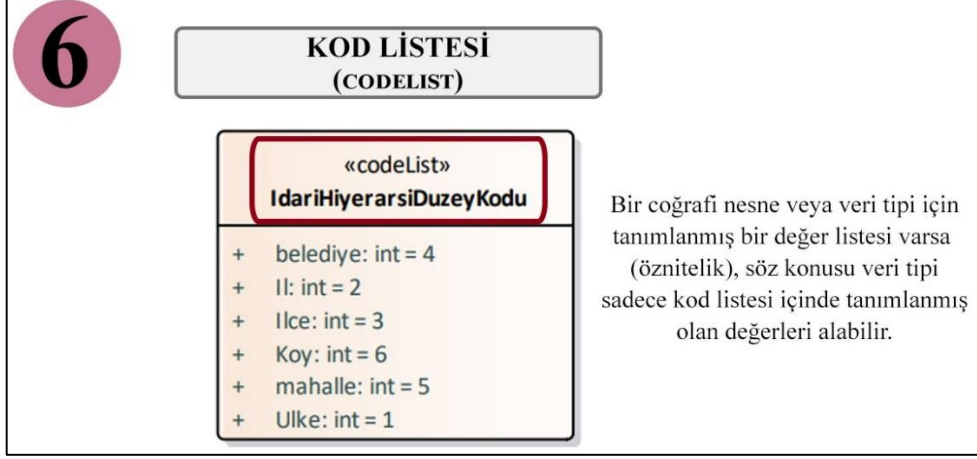 6
KOD LİSTESİ
(CODELIST)
«codeList»
IdariHiyerarsiDuzeyKodu
+ belediye: int = 4
+ Il: int = 2
+ Ilce: int = 3
+ Koy: int = 6
+ mahalle: int = 5
+ Ulke: int = 1
Bir coğrafi nesne veya veri tipi için
tanımlanmış bir değer listesi varsa
(öznitelik), söz konusu veri tipi
sadece kod listesi içinde tanımlanmış
olan değerleri alabilir.